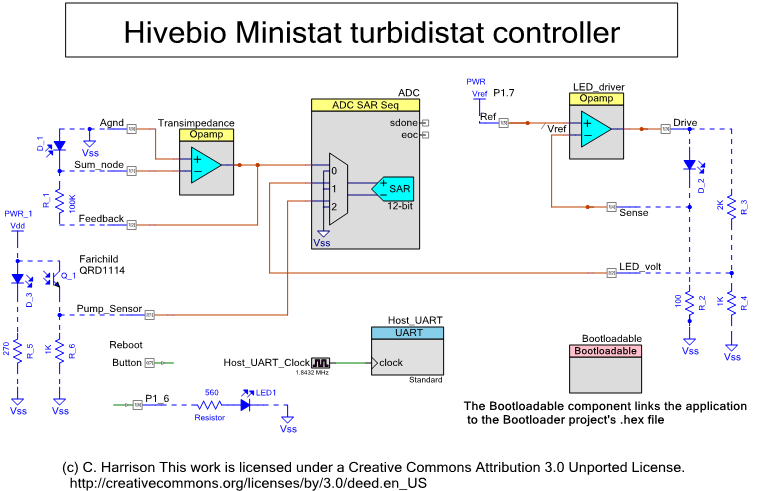 Hivebio Ministat turbidistat controller
ADC
ADC SAR Seq
sdone
eoc
0
1
2
SAR
12-bit
Vss
Agnd
Transimpedance
Opamp
D_1
Vss
Sum_node
R_1
100K
Feedback
PWR_1
Vdd
Farichild
QRD1114
Q_1
D_3
Pump_Sensor
270
R_5
1K
R_6
Vss
Vss
Reboot
Button
P1_6
560
Resistor
LED1
Vss
Host_UART
UART
Host_UART_Clock
1.8432 MHz
clock
Standard
PWR
Vref
P1.7
Ref
Vref
LED_driver
Opamp
Drive
D_2
Sense
2K
R_3
LED_volt
100
R_2
1K
R_4
Vss
Vss
Bootloadable
Bootloadable
The Bootloadable component links the application
to the Bootloader project's .hex file
(c) C. Harrison This work is licensed under a Creative Commons Attribution 3.0 Unported License.
http://creativecommons.org/licenses/by/3.0/deed.en_US